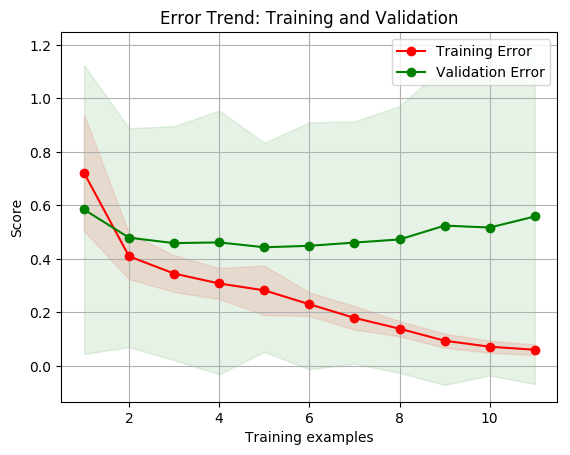 Error Trend: Training and Validation
Training Error
Validation Error
Score
1.2
1.0
0.8
0.6
0.4
0.2
0.0
2 4 6 8 10
Training examples